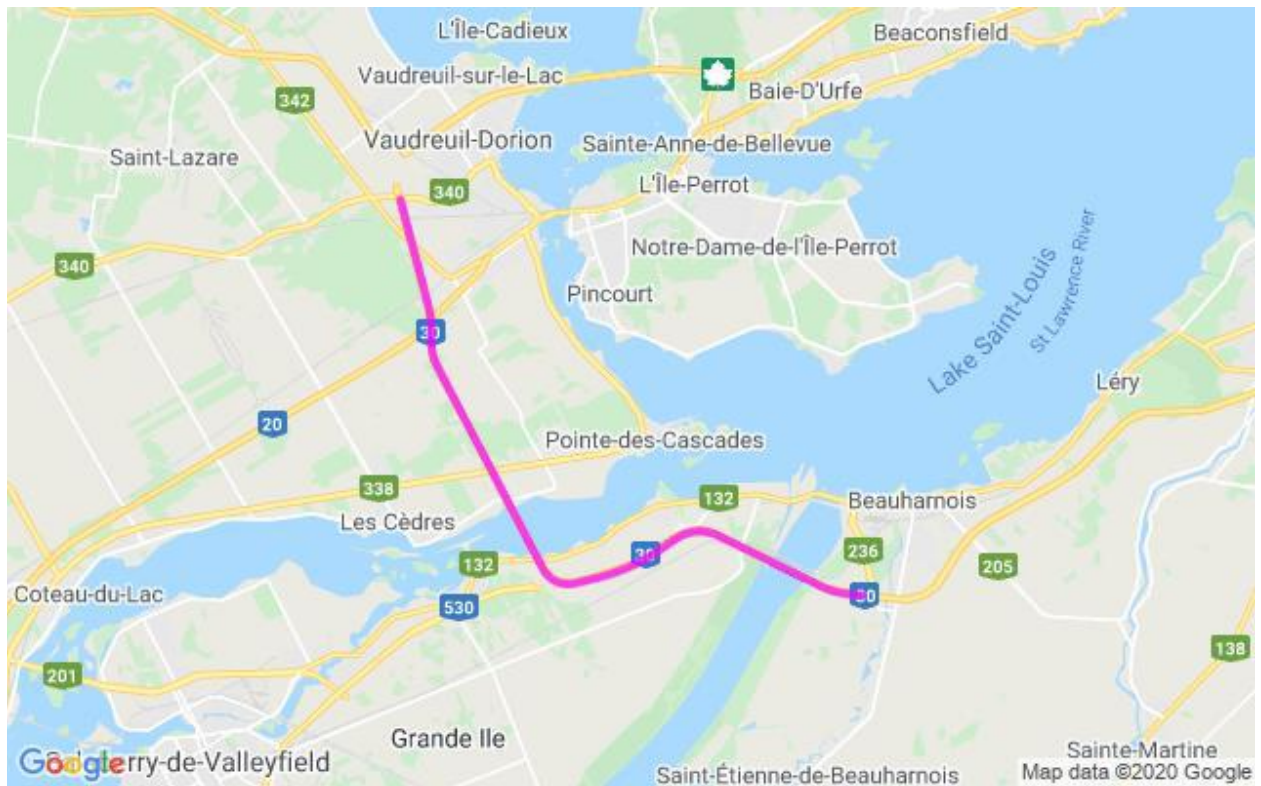 L'Île-Cadieux
Beaconsfield
Vaudreuil-sur-le-Lac
Baie-D'Urfe
342
Vaudreuil-Dorion
Sainte-Anne-de-Bellevue
Saint-Lazare
L'Île-Perrot
340
Notre-Dame-de-l'Île-Perrot
340
Pincourt
Lake Saint-Louis
St Lawrence River
30
Léry
20
Pointe-des-Cascades
338
132
Beauharnois
Les Cèdres
30
236
132
205
Coteau-du-Lac
530
30
201
138
Grande Ile
Sainte-Martine
Google
erry-de-Valleyfield
Saint-Étienne-de-Beauharnois
Map data ©2020 Google